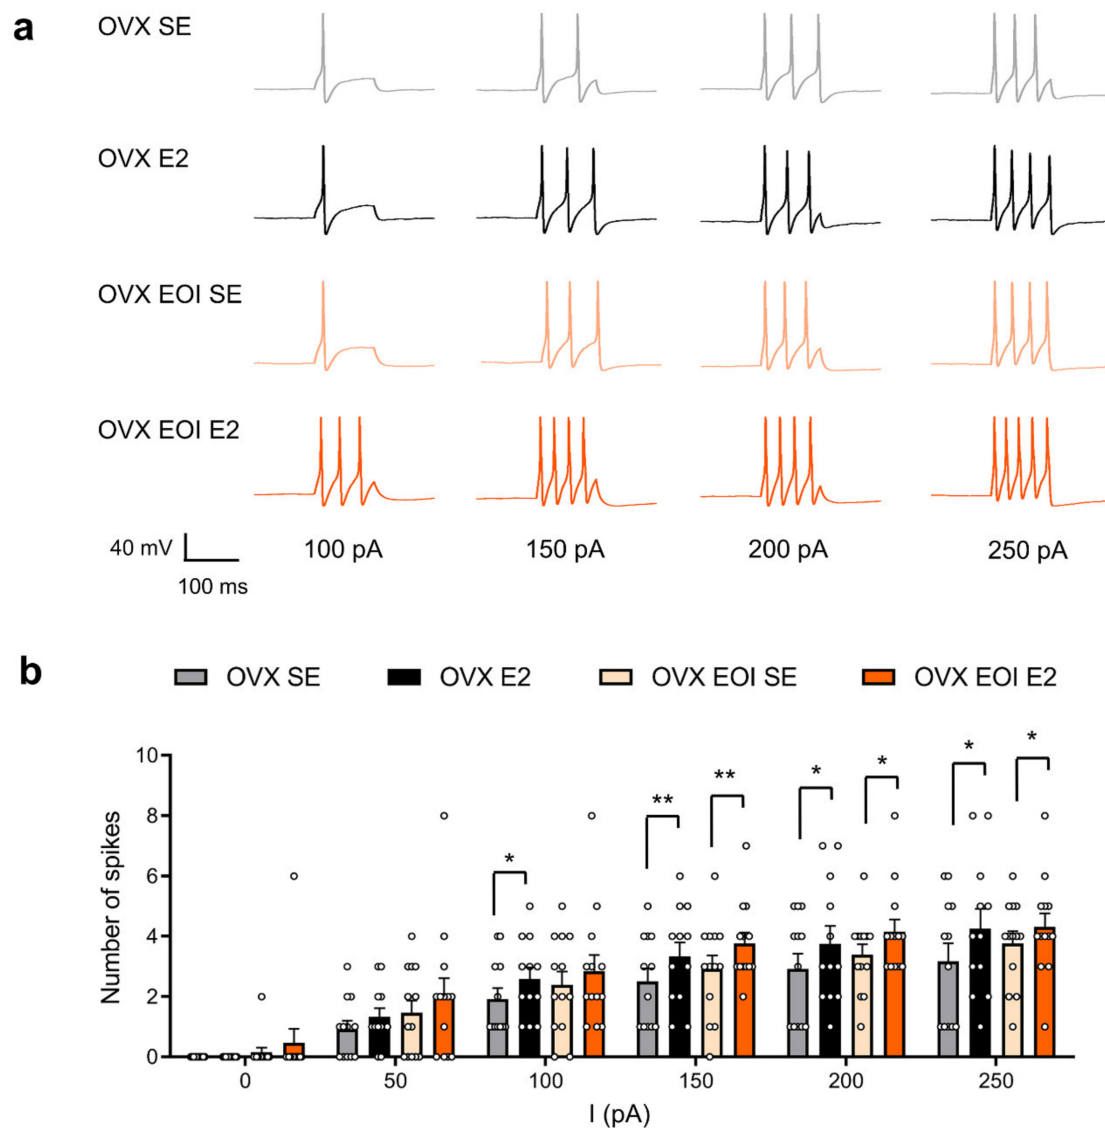 a
OVX SE
OVX E2
OVX EOI SE
OVX EOI E2
40 mV
100 ms
100 pA 150 pA 200 pA 250 pA
b
OVX SE OVX E2 OVX EOI SE OVX EOI E2
Number of spikes
10
8
6
4
2
0
* ** ** * * * *
0 50 100 150 200 250
I (pA)